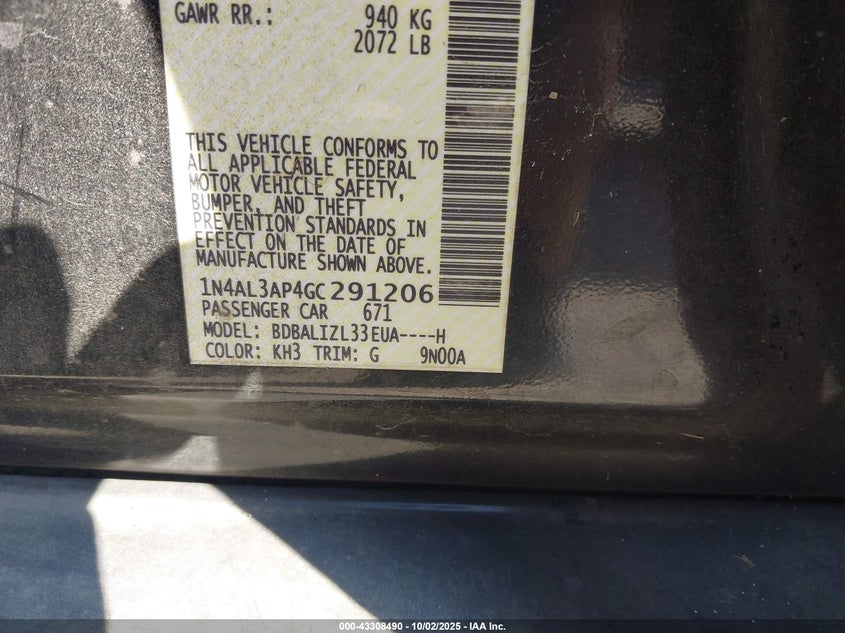 GAWR RR.: 940 KG
2072 LB
THIS VEHICLE CONFORMS TO
ALL APPLICABLE FEDERAL
MOTOR VEHICLE SAFETY,
BUMPER, AND THEFT
PREVENTION STANDARDS IN
EFFECT ON THE DATE OF
MANUFACTURE SHOWN ABOVE.
1N4AL3AP4GC291206
PASSENGER CAR 671
MODEL: BDBALIZL33EUA----H
COLOR: KH3 TRIM: G 9N00A
000-43308490 - 10/02/2025 - IAA Inc.